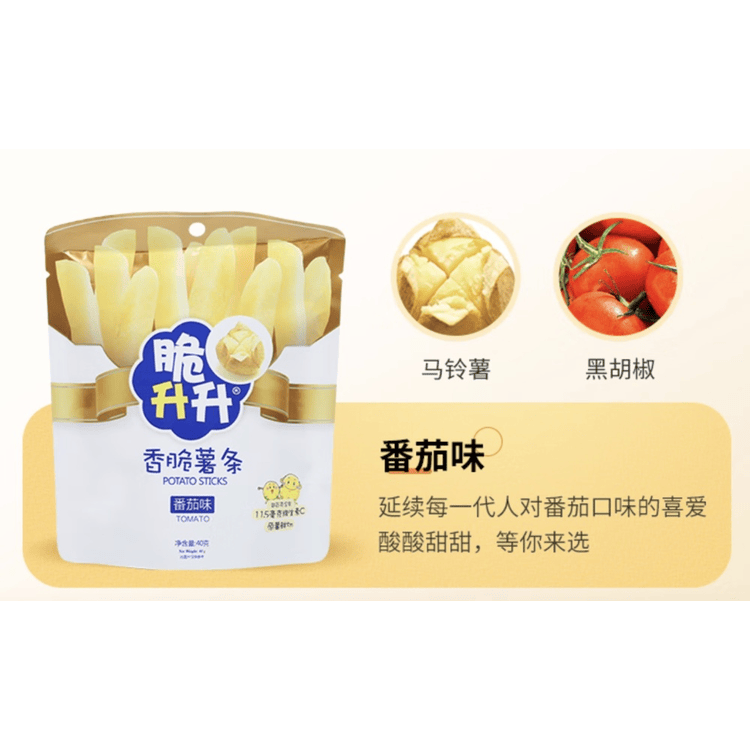 脆
升升®
香脆薯条
POTATO STICKS
番茄味
TOMATO
净含量:40克
马铃薯
黑胡椒
番茄味
延续每一代人对番茄口味的喜爱
酸酸甜甜，等你来选